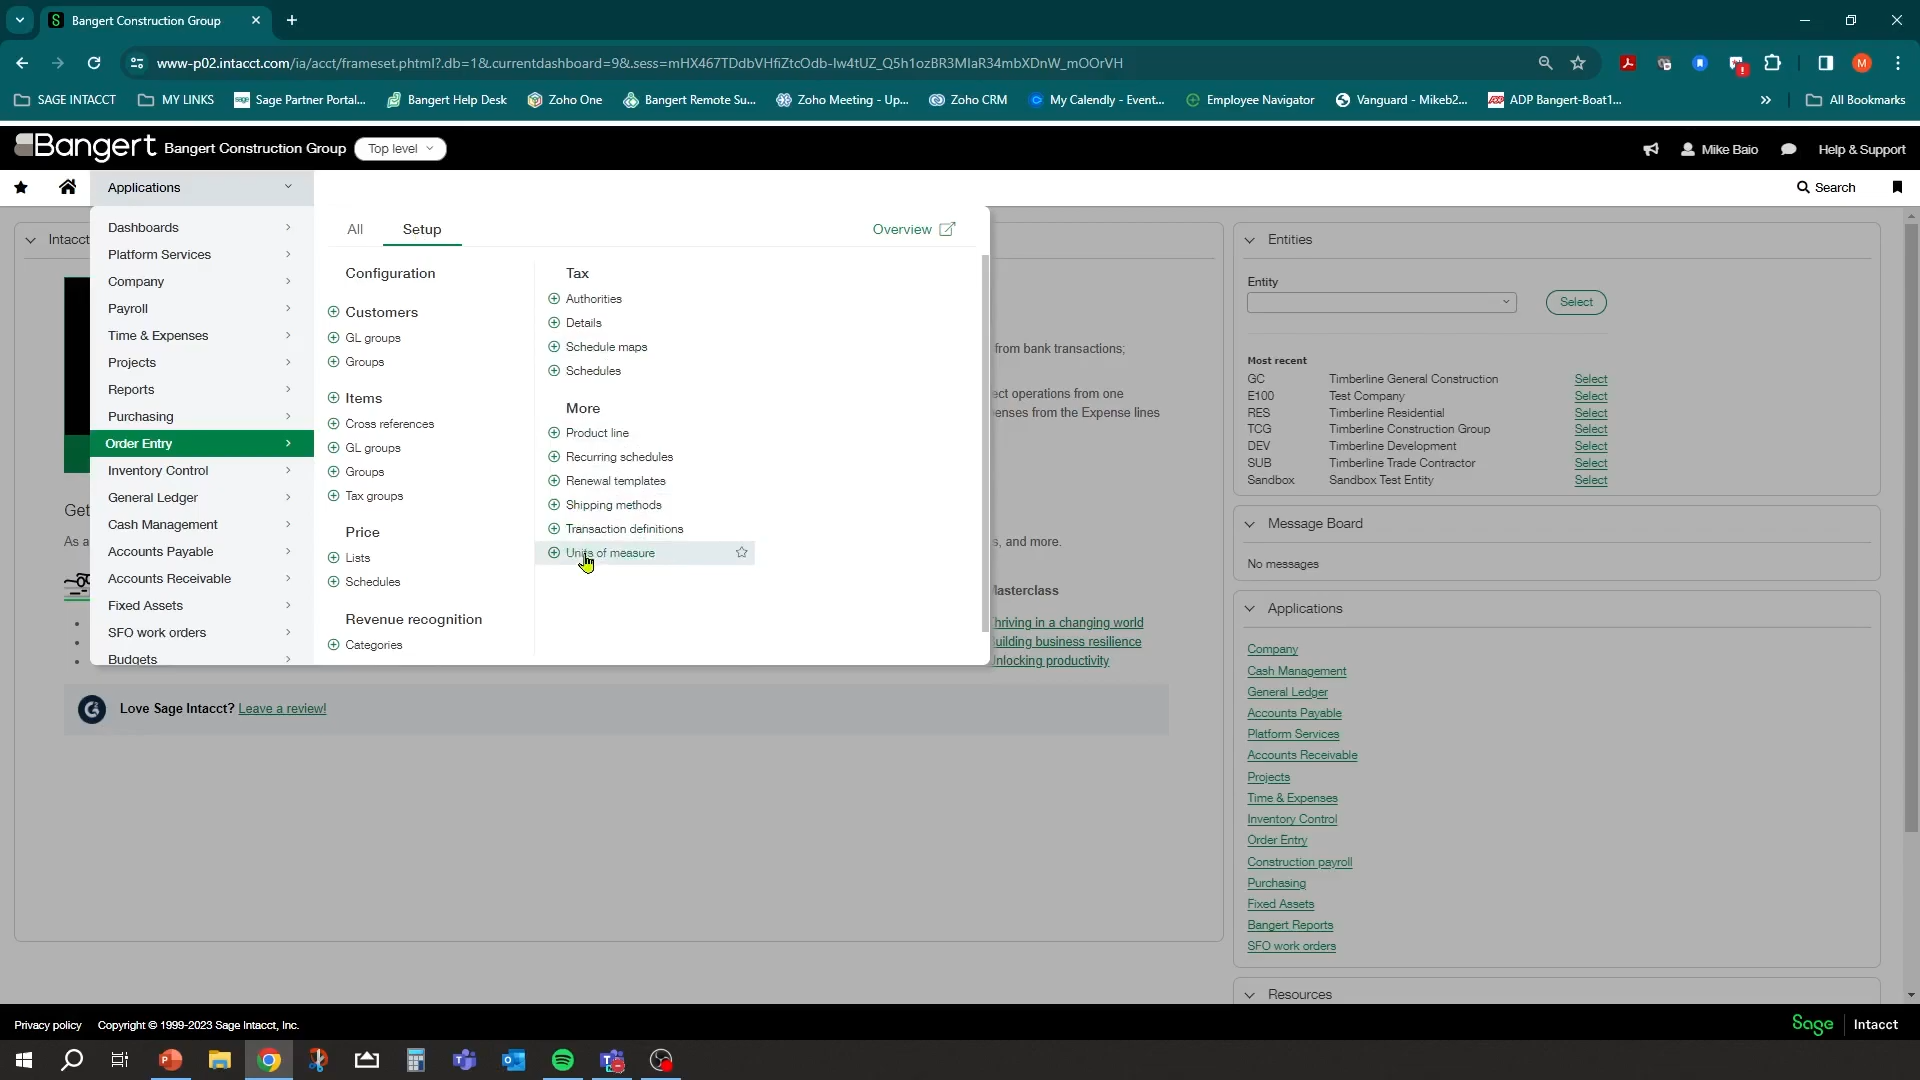 Bangert Construction Group
www-p02.intacct.com/ia/acct/frameset.phtml?.db=1&.currentdashboard=9&.sess=mHX467TDdbVHfiZtcOdb-Iw4tUZ_Q5h1ozBR3MIaR34mbXDnW_mOOrVH
M
SAGE INTACCT
MY LINKS
Sage Partner Portal...
Bangert Help Desk
Zoho One
Bangert Remote Su...
Zoho Meeting - Up...
Zoho CRM
My Calendly - Event...
Employee Navigator
Vanguard - Mikeb2...
ADP Bangert-Boat1...
All Bookmarks
Bangert Bangert Construction Group Top level
Mike Baio
Help & Support
Applications
Search
Dashboards
Platform Services
Company
Payroll
Time & Expenses
Projects
Reports
Purchasing
Order Entry
Inventory Control
General Ledger
Cash Management
Accounts Payable
Accounts Receivable
Fixed Assets
SFO work orders
Budgets
All
Setup
Overview
Configuration
Customers
GL groups
Groups
Items
Cross references
GL groups
Groups
Tax groups
Price
Lists
Schedules
Revenue recognition
Categories
Tax
Authorities
Details
Schedule maps
Schedules
More
Product line
Recurring schedules
Renewal templates
Shipping methods
Transaction definitions
Units of measure
Intacct
Get
As a
from bank transactions;
ect operations from one
enses from the Expense lines
s, and more.
lasterclass
hriving in a changing world
uilding business resilience
nlocking productivity
Love Sage Intacct? Leave a review!
Entities
Entity
Select
Most recent
GC Timberline General Construction Select
E100 Test Company Select
RES Timberline Residential Select
TCG Timberline Construction Group Select
DEV Timberline Development Select
SUB Timberline Trade Contractor Select
Sandbox Sandbox Test Entity Select
Message Board
No messages
Applications
Company
Cash Management
General Ledger
Accounts Payable
Platform Services
Accounts Receivable
Projects
Time & Expenses
Inventory Control
Order Entry
Construction payroll
Purchasing
Fixed Assets
Bangert Reports
SFO work orders
Resources
Privacy policy Copyright © 1999-2023 Sage Intacct, Inc.
Sage Intacct